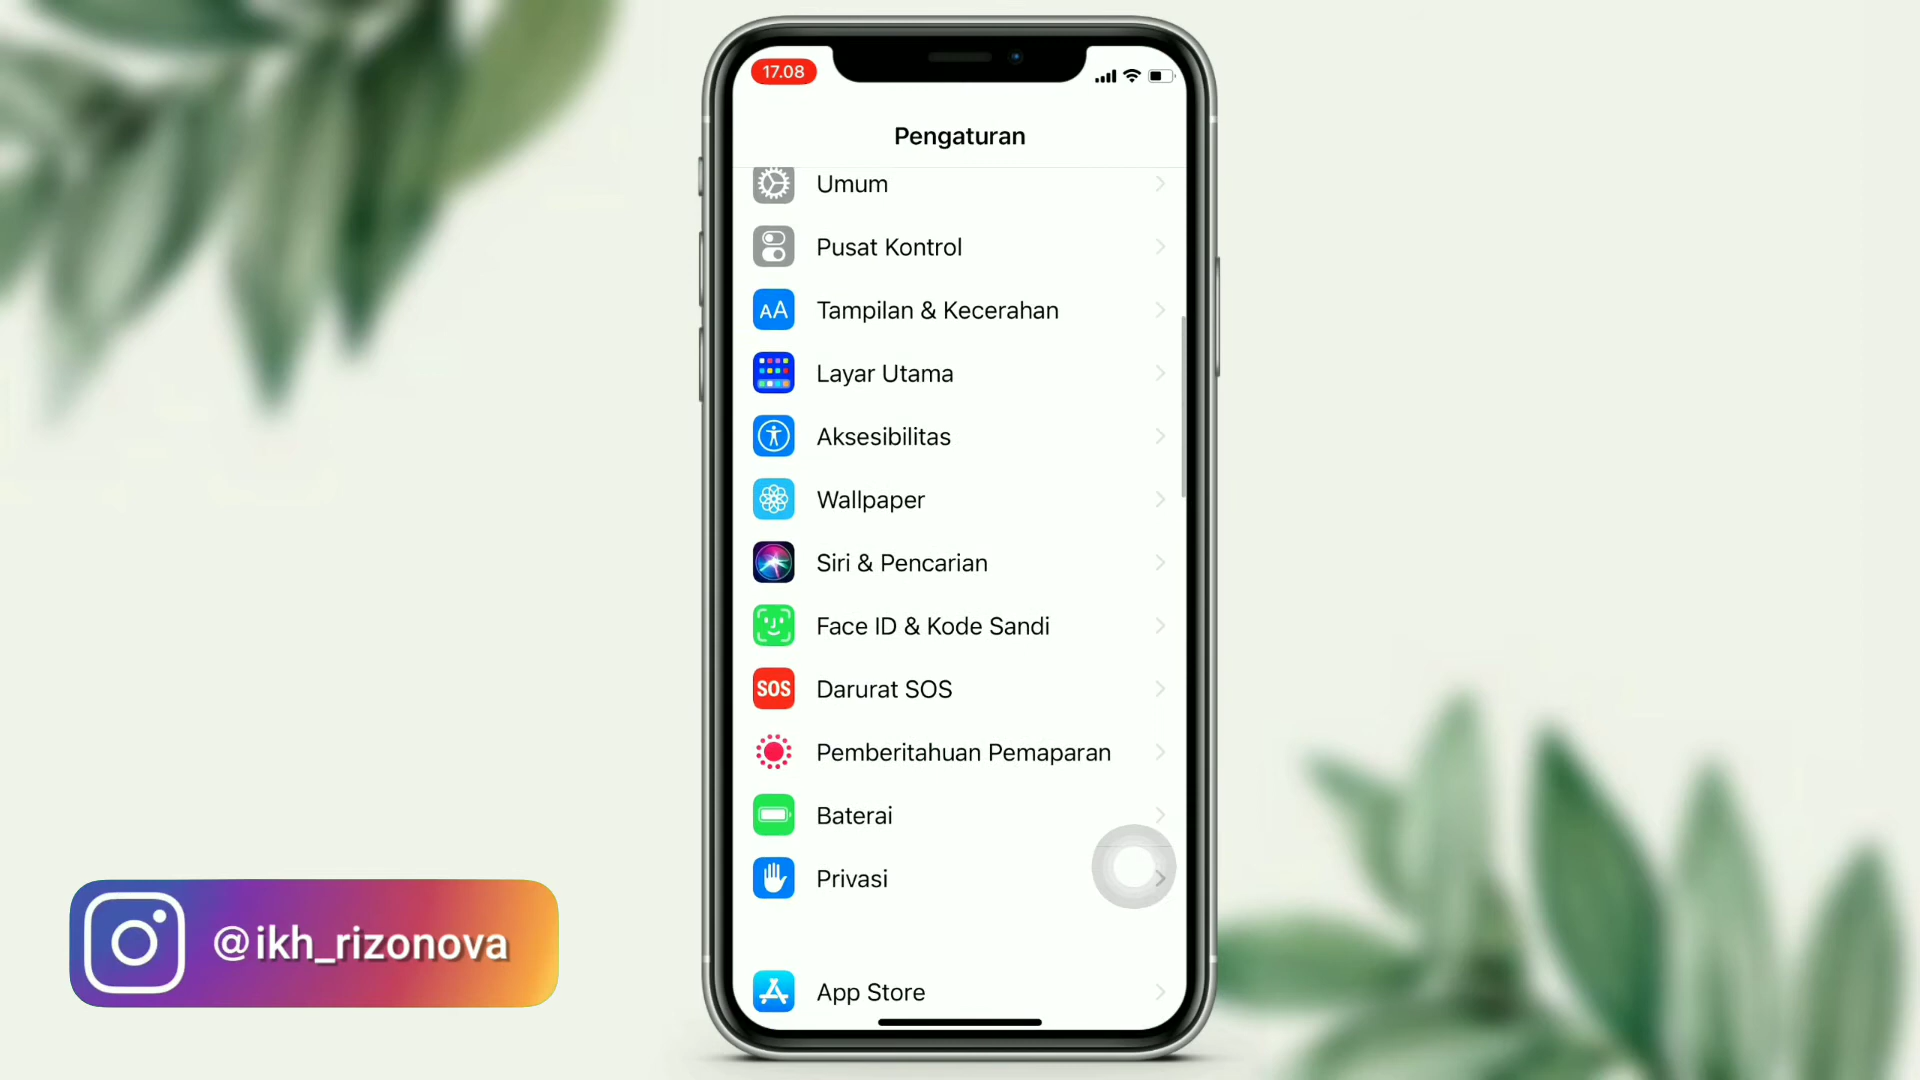 17.08
Pengaturan
Umum
Pusat Kontrol
AA Tampilan & Kecerahan
Layar Utama
Aksesibilitas
Wallpaper
Siri & Pencarian
Face ID & Kode Sandi
SOS Darurat SOS
Pemberitahuan Pemaparan
Baterai
Privasi
@ikh_rizonova
App Store